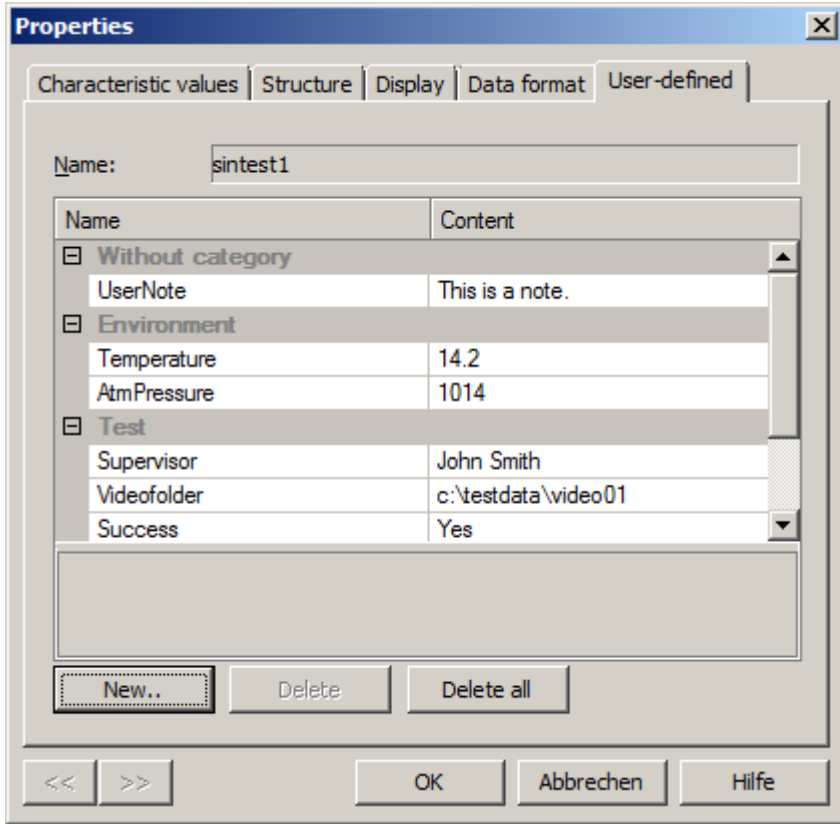 Properties
Characteristic values Structure Display Data format User-defined
Name: sintest1
Name Content
Without category
UserNote This is a note.
Environment
Temperature 14.2
AtmPressure 1014
Test
Supervisor John Smith
Videofolder c:\testdata\video01
Success Yes
New.. Delete Delete all
<< >> OK Abbrechen Hilfe